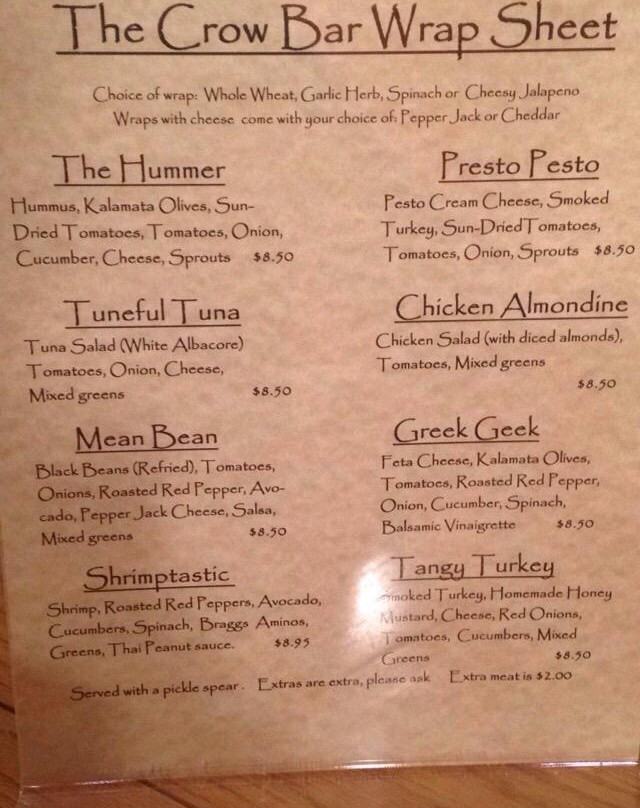 The Crow Bar Wrap Sheet
Choice of wrap: Whole Wheat, Garlic Herb, Spinach or Cheesy Jalapeno
Wraps with cheese come with your choice of: Pepper Jack or Cheddar
The Hummer
Hummus, Kalamata Olives, Sun-
Dried Tomatoes, Tomatoes, Onion,
Cucumber, Cheese, Sprouts $8.50
Presto Pesto
Pesto Cream Cheese, Smoked
Turkey, Sun-Dried Tomatoes,
Tomatoes, Onion, Sprouts $8.50
Tuneful Tuna
Tuna Salad (White Albacore)
Tomatoes, Onion, Cheese,
Mixed greens $8.50
Chicken Almondine
Chicken Salad (with diced almonds),
Tomatoes, Mixed greens
$8.50
Mean Bean
Black Beans (Refried), Tomatoes,
Onions, Roasted Red Pepper, Avo-
cado, Pepper Jack Cheese, Salsa,
Mixed greens $8.50
Greek Geek
Feta Cheese, Kalamata Olives,
Tomatoes, Roasted Red Pepper,
Onion, Cucumber, Spinach,
Balsamic Vinaigrette $8.50
Shrimptastic
Shrimp, Roasted Red Peppers, Avocado,
Cucumbers, Spinach, Braggs Aminos,
Greens, Thai Peanut sauce. $8.95
Tangy Turkey
Smoked Turkey, Homemade Honey
Mustard, Cheese, Red Onions,
Tomatoes, Cucumbers, Mixed
Greens $8.50
Served with a pickle spear. Extras are extra, please ask Extra meat is $2.00